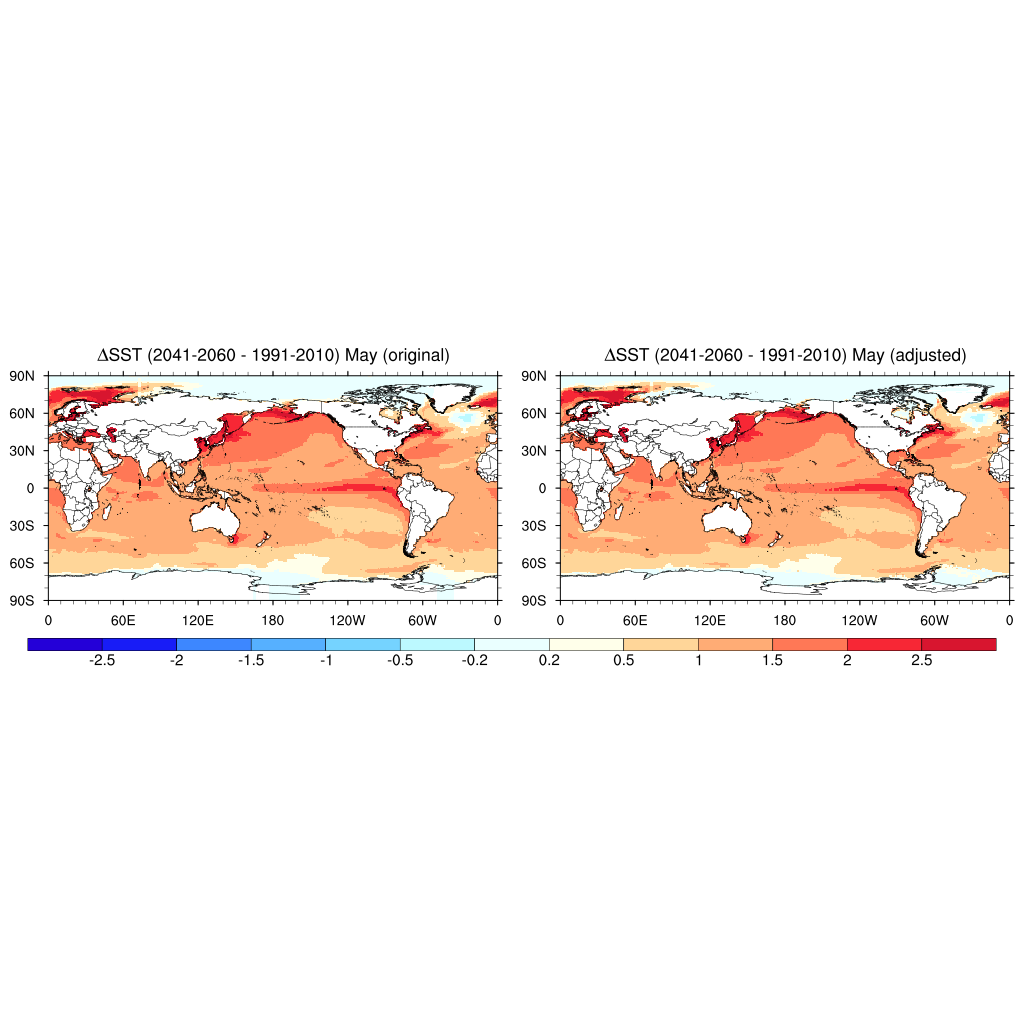 ΔSST (2041-2060 - 1991-2010) May (original)
ΔSST (2041-2060 - 1991-2010) May (adjusted)
90N
60N
30N
0
30S
60S
90S
0 60E 120E 180 120W 60W 0
90N
60N
30N
0
30S
60S
90S
0 60E 120E 180 120W 60W 0
-2.5 -2 -1.5 -1 -0.5 -0.2 0.2 0.5 1 1.5 2 2.5